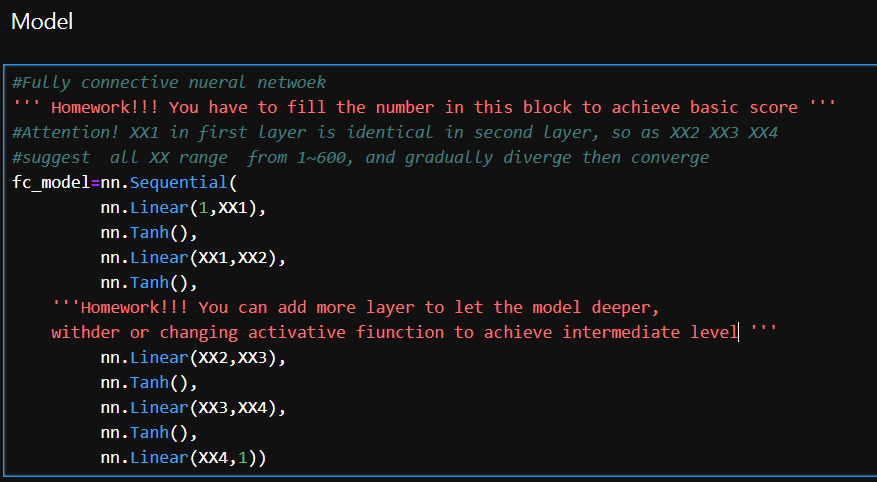 Model
#Fully connective nueral netwoek
''' Homework!!! You have to fill the number in this block to achieve basic score '''
#Attention! XX1 in first layer is identical in second layer, so as XX2 XX3 XX4
#suggest  all XX range  from 1~600, and gradually diverge then converge
fc_model=nn.Sequential(
         nn.Linear(1,XX1),
         nn.Tanh(),
         nn.Linear(XX1,XX2),
         nn.Tanh(),
    '''Homework!!! You can add more layer to let the model deeper,
    withder or changing activative fiunction to achieve intermediate level '''
         nn.Linear(XX2,XX3),
         nn.Tanh(),
         nn.Linear(XX3,XX4),
         nn.Tanh(),
         nn.Linear(XX4,1))